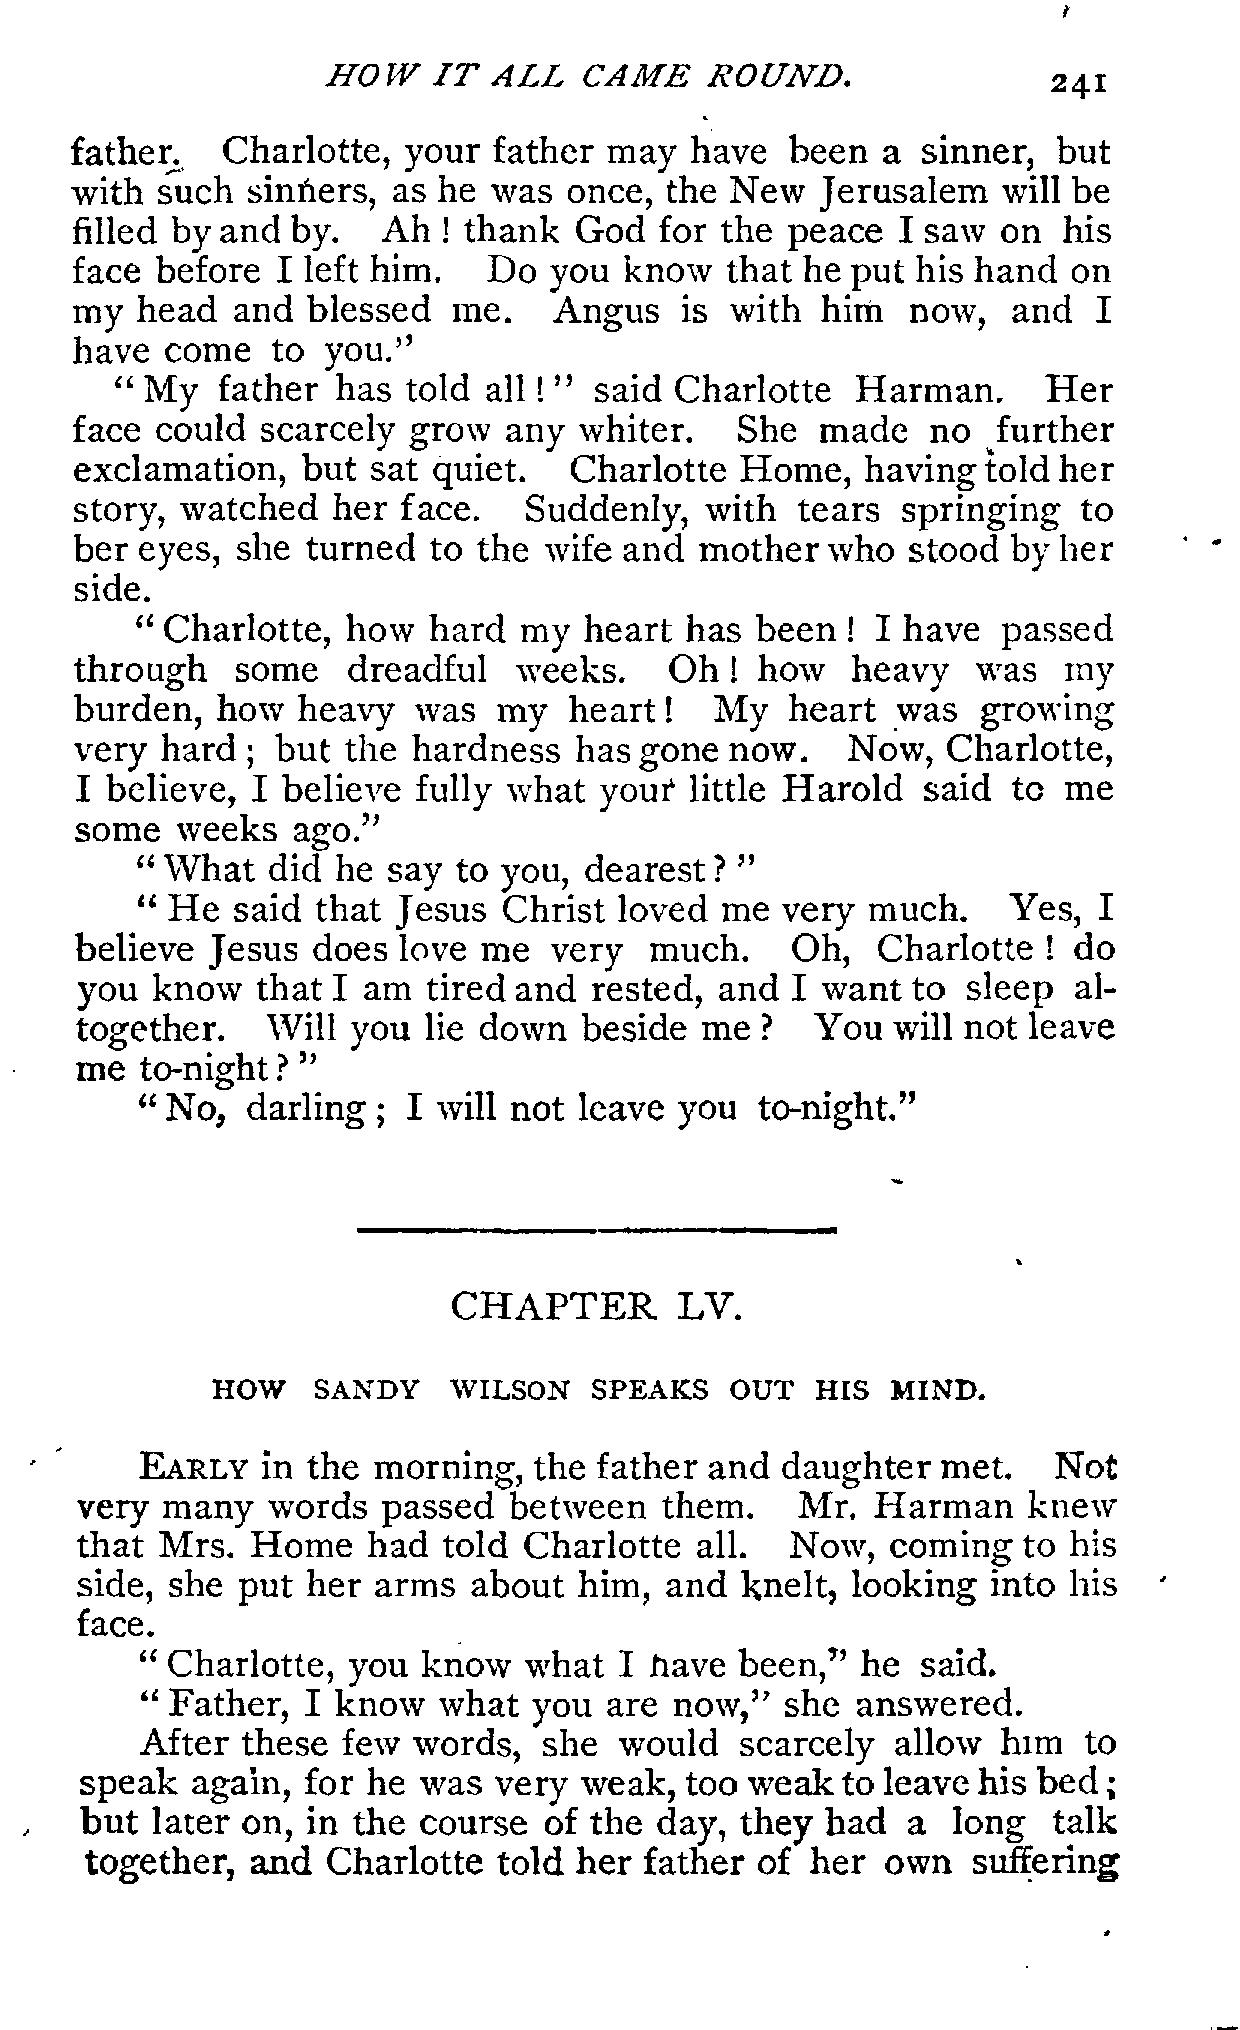 HOW IT ALL CAME ROUND. 241
father. Charlotte, your father may have been a sinner, but
with such sinners, as he was once, the New Jerusalem will be
filled by and by. Ah! thank God for the peace I saw on his
face before I left him. Do you know that he put his hand on
my head and blessed me. Angus is with him now, and I
have come to you."
"My father has told all!" said Charlotte Harman. Her
face could scarcely grow any whiter. She made no further
exclamation, but sat quiet. Charlotte Home, having told her
story, watched her face. Suddenly, with tears springing to
ber eyes, she turned to the wife and mother who stood by her
side.
"Charlotte, how hard my heart has been! I have passed
through some dreadful weeks. Oh! how heavy was my
burden, how heavy was my heart! My heart was growing
very hard; but the hardness has gone now. Now, Charlotte,
I believe, I believe fully what your little Harold said to me
some weeks ago."
"What did he say to you, dearest?"
"He said that Jesus Christ loved me very much. Yes, I
believe Jesus does love me very much. Oh, Charlotte! do
you know that I am tired and rested, and I want to sleep al-
together. Will you lie down beside me? You will not leave
me to-night?"
"No, darling; I will not leave you to-night."
CHAPTER LV.
HOW SANDY WILSON SPEAKS OUT HIS MIND.
EARLY in the morning, the father and daughter met. Not
very many words passed between them. Mr. Harman knew
that Mrs. Home had told Charlotte all. Now, coming to his
side, she put her arms about him, and knelt, looking into his
face.
"Charlotte, you know what I have been," he said.
"Father, I know what you are now," she answered.
After these few words, she would scarcely allow him to
speak again, for he was very weak, too weak to leave his bed;
but later on, in the course of the day, they had a long talk
together, and Charlotte told her father of her own suffering